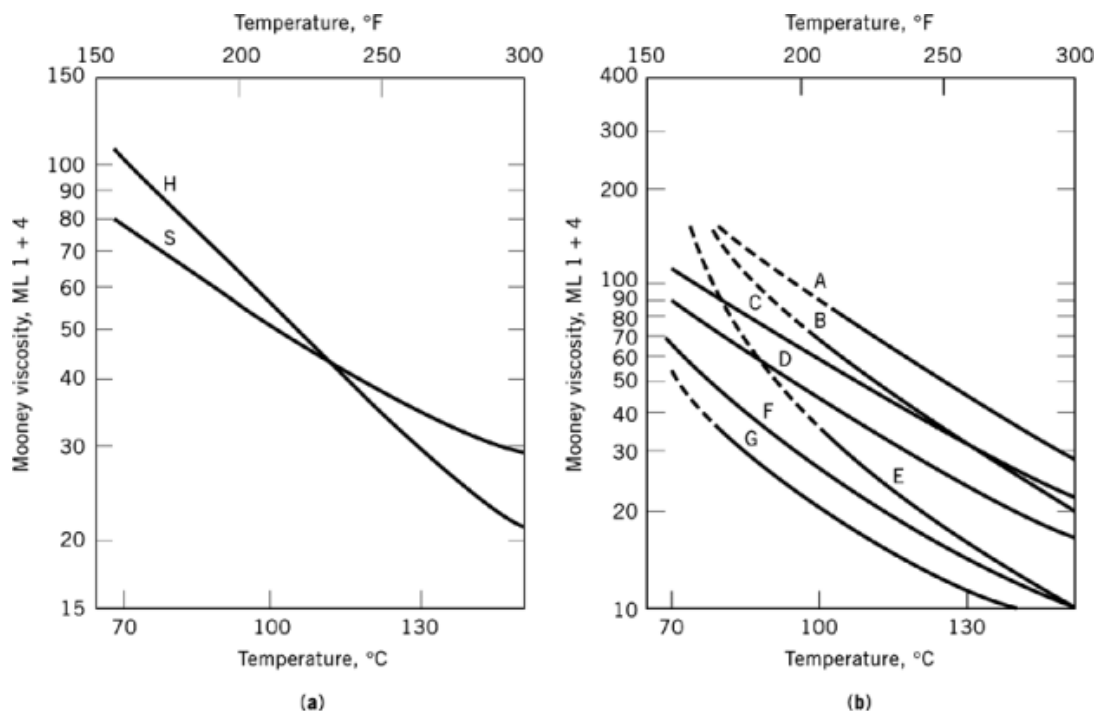 Temperature, °F
150 200 250 300
150
100
90
80
70
60
50
40
30
20
15
Mooney viscosity, ML 1 + 4
H
S
70 100 130
Temperature, °C
(a)
Temperature, °F
150 200 250 300
400
300
200
100
90
80
70
60
50
40
30
20
10
Mooney viscosity, ML 1 + 4
A
C
B
D
F
G
E
70 100 130
Temperature, °C
(b)